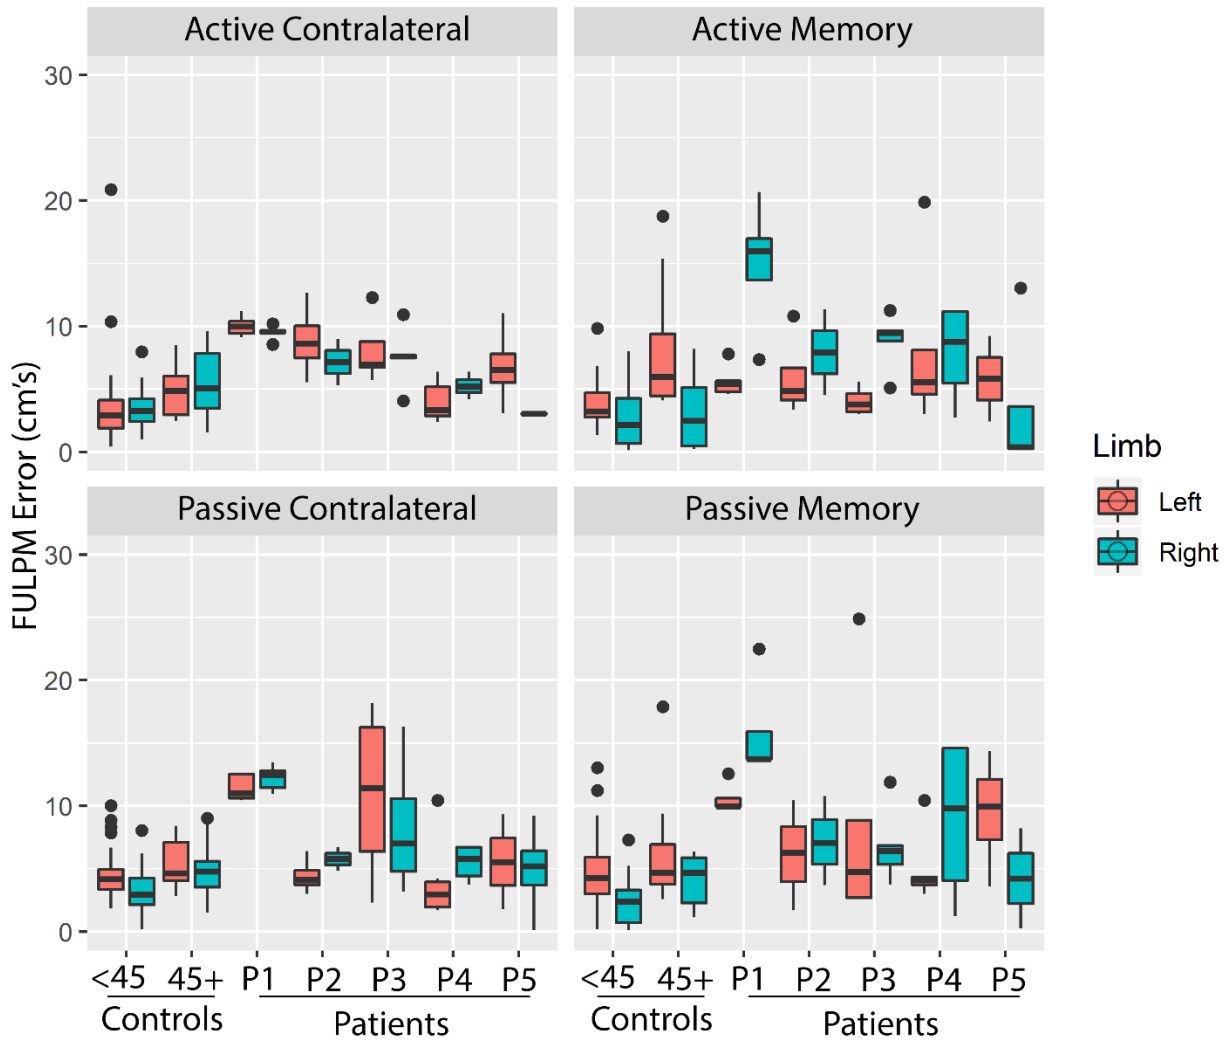 Active Contralateral
Active Memory
30
20
10
0
Passive Contralateral
Passive Memory
30
20
10
0
FULPM Error (cm's)
<45 45+ P1 P2 P3 P4 P5
Controls Patients
<45 45+ P1 P2 P3 P4 P5
Controls Patients
Limb
Left
Right